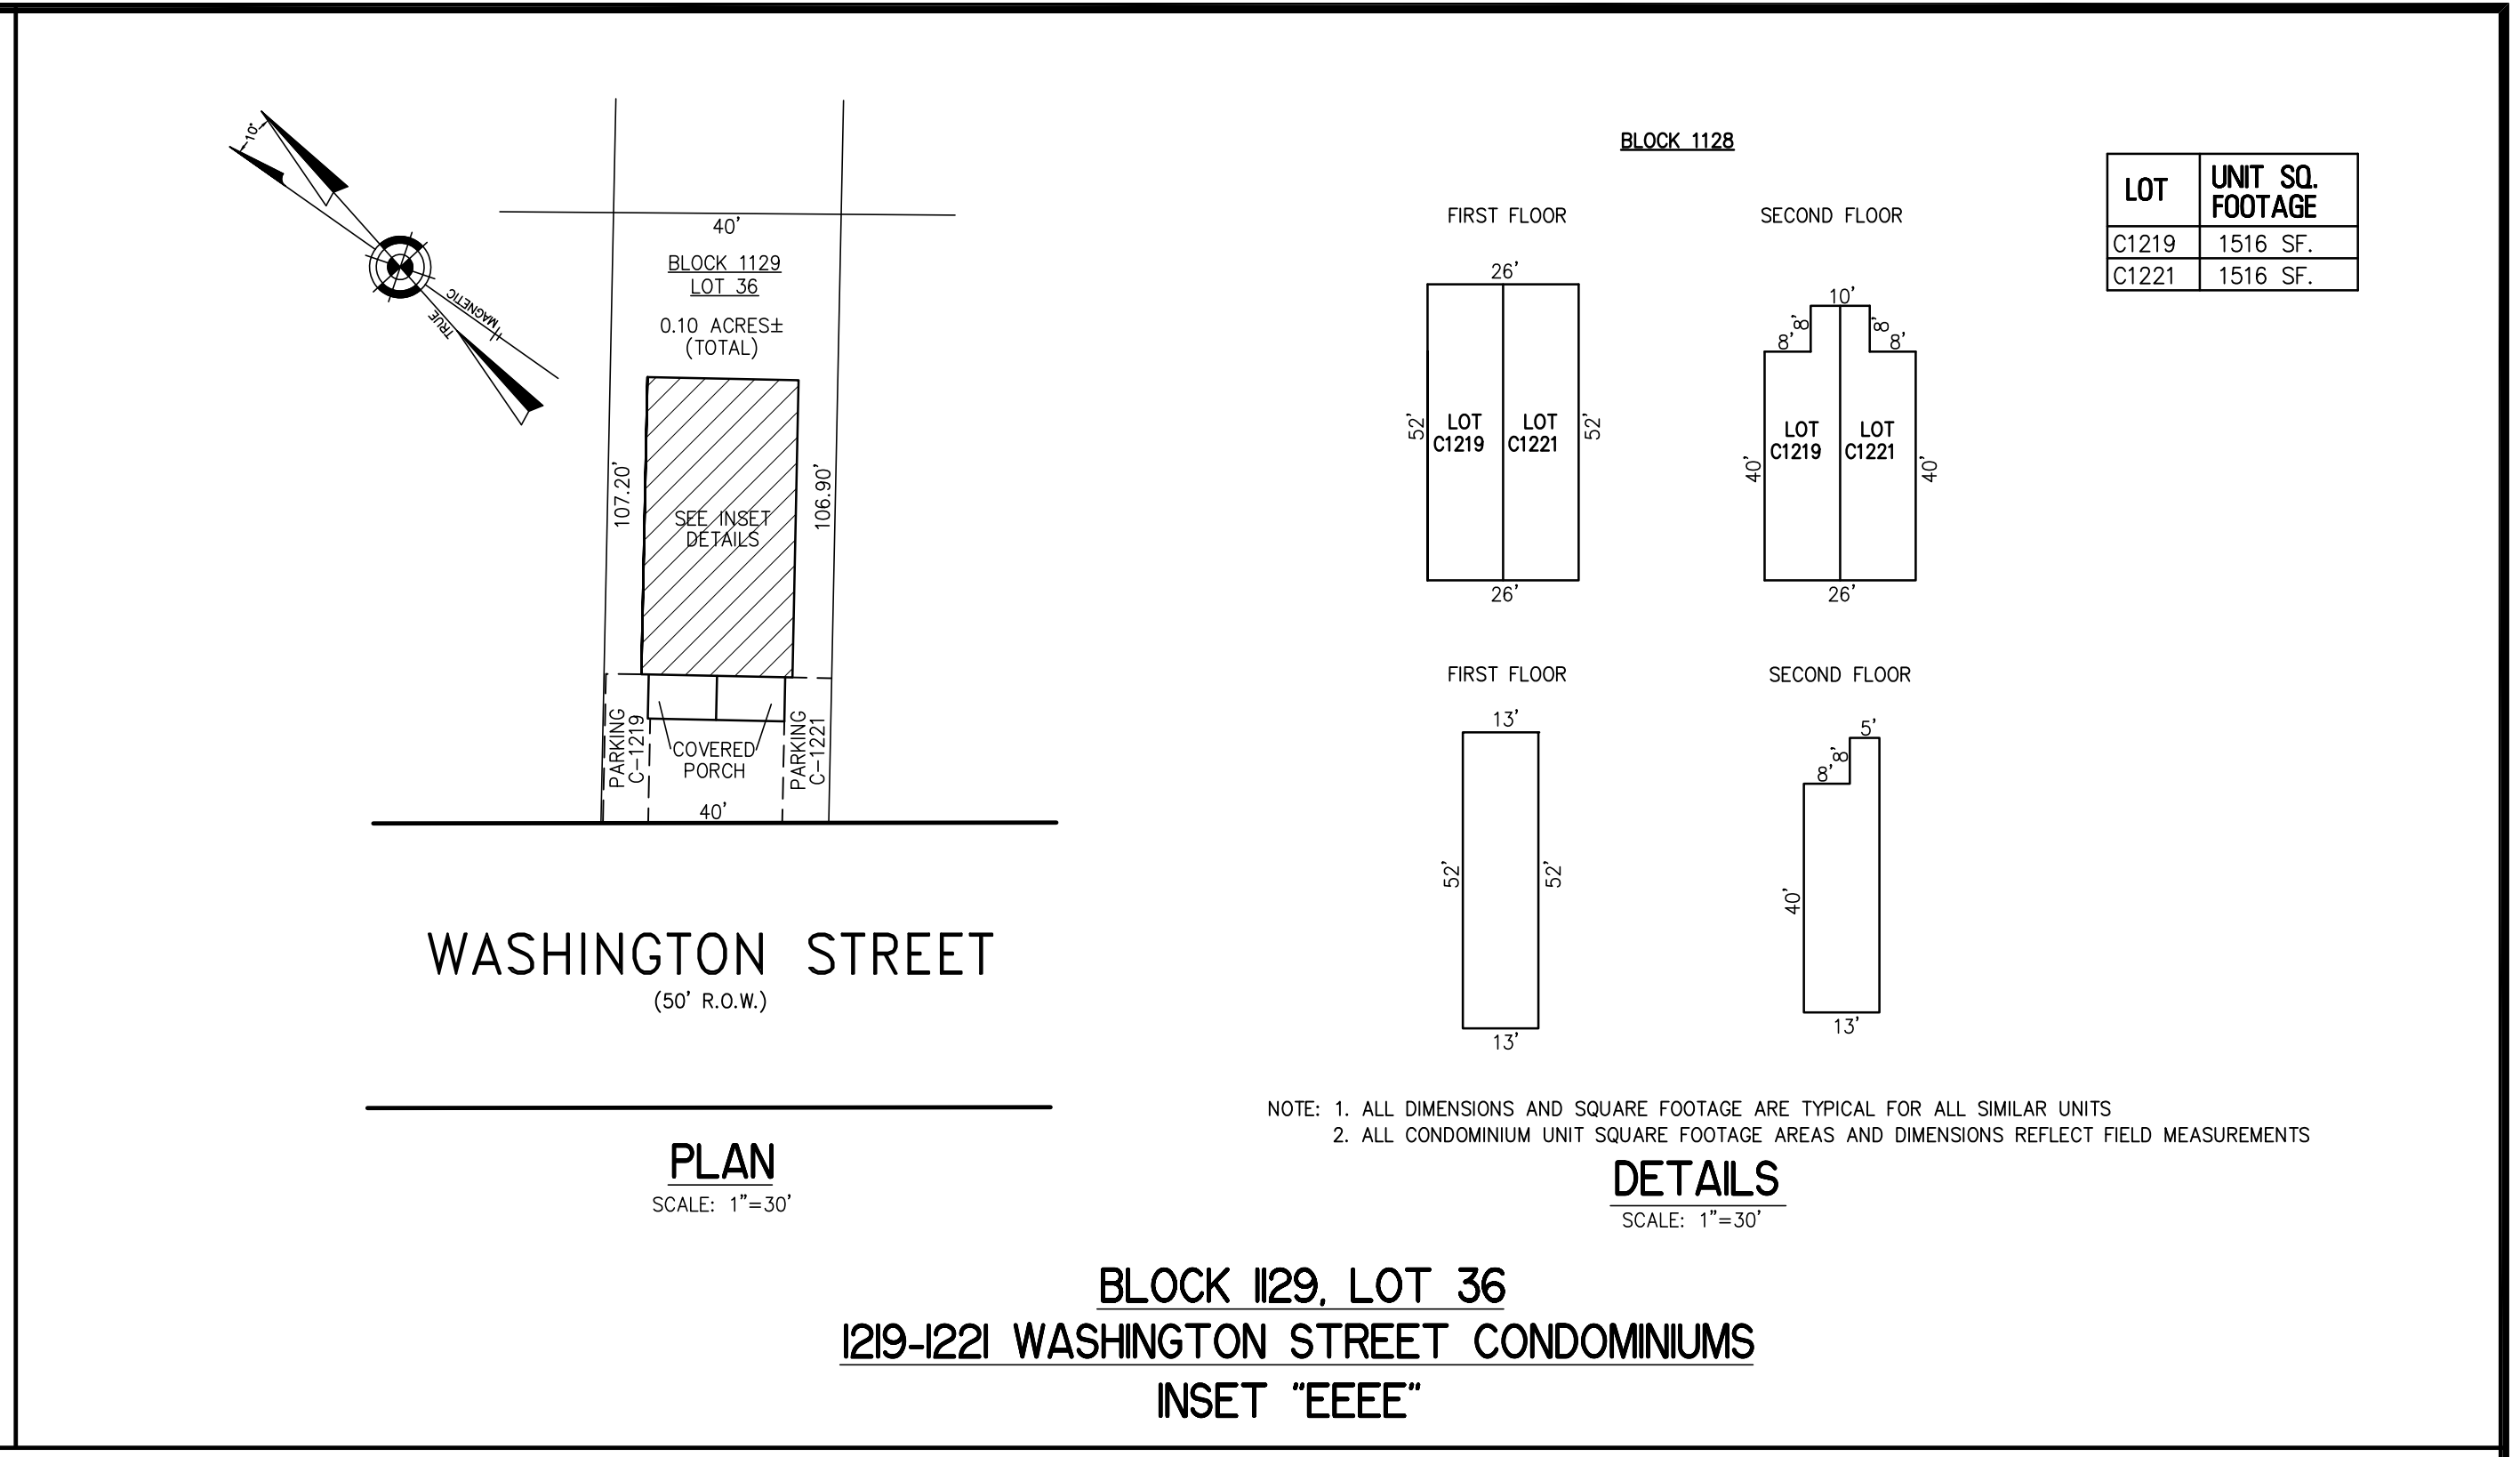 10°
MAGNETIC
TRUE
40'
BLOCK 1129
LOT 36
0.10 ACRES±
(TOTAL)
107.20'
106.90'
SEE INSET
DETAILS
PARKING
C-1219
COVERED
PORCH
PARKING
C-1221
40'
WASHINGTON STREET
(50' R.O.W.)
PLAN
SCALE: 1"=30'
BLOCK 1128
FIRST FLOOR
26'
52'
LOT
C1219
LOT
C1221
52'
26'
SECOND FLOOR
10'
8'
8'
8'
8'
40'
LOT
C1219
LOT
C1221
40'
26'
LOT
UNIT SQ.
FOOTAGE
C1219 1516 SF.
C1221 1516 SF.
FIRST FLOOR
13'
52'
52'
13'
SECOND FLOOR
5'
8'
8'
40'
13'
NOTE: 1. ALL DIMENSIONS AND SQUARE FOOTAGE ARE TYPICAL FOR ALL SIMILAR UNITS
2. ALL CONDOMINIUM UNIT SQUARE FOOTAGE AREAS AND DIMENSIONS REFLECT FIELD MEASUREMENTS
DETAILS
SCALE: 1"=30'
BLOCK 1129, LOT 36
1219-1221 WASHINGTON STREET CONDOMINIUMS
INSET "EEEE"